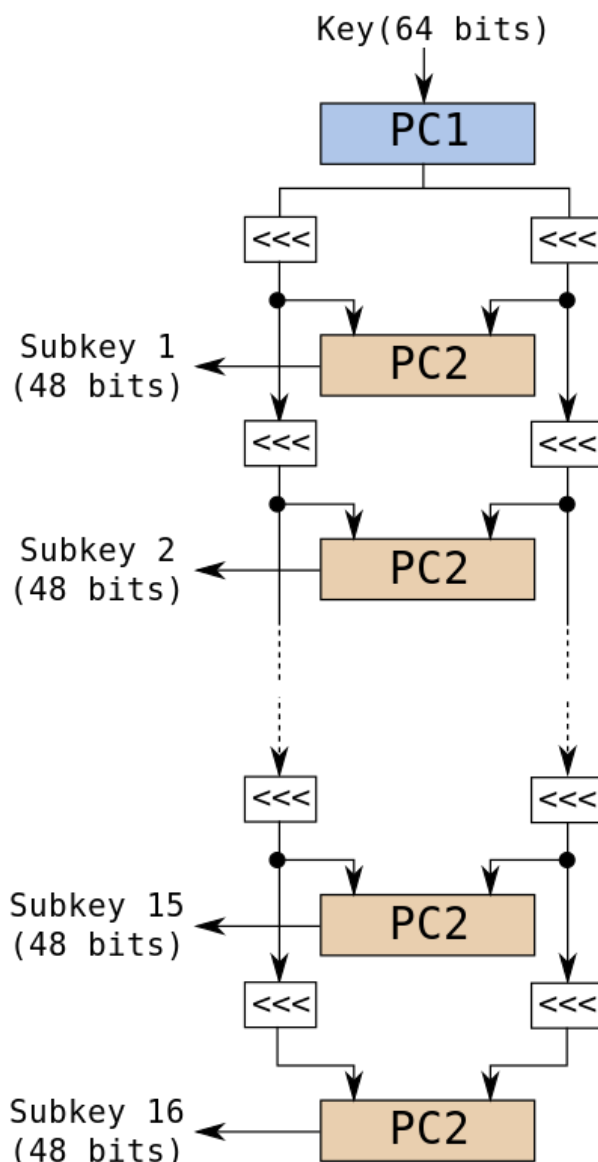 Key(64 bits)
PC1
<<< <<<
Subkey 1
(48 bits)
PC2
<<< <<<
Subkey 2
(48 bits)
PC2
<<< <<<
Subkey 15
(48 bits)
PC2
<<< <<<
Subkey 16
(48 bits)
PC2